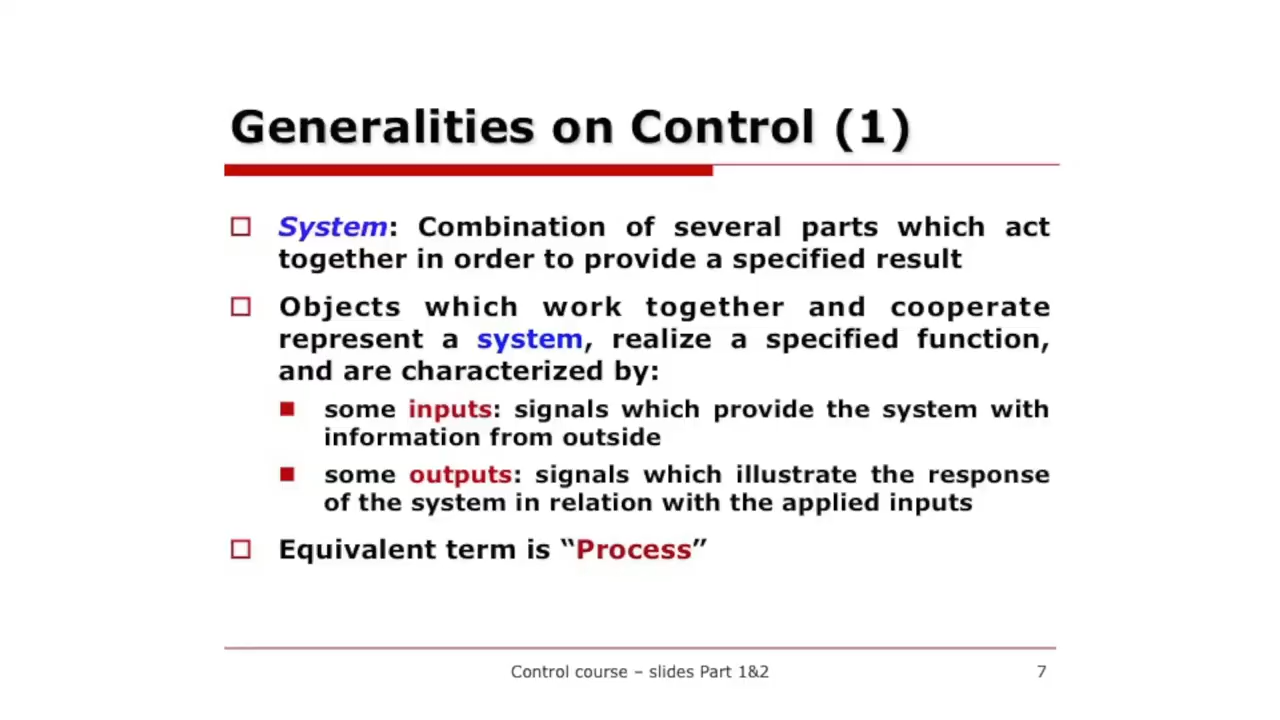 Generalities on Control (1)
System: Combination of several parts which act
together in order to provide a specified result
Objects which work together and cooperate
represent a system, realize a specified function,
and are characterized by:
some inputs: signals which provide the system with
information from outside
some outputs: signals which illustrate the response
of the system in relation with the applied inputs
Equivalent term is “Process”
Control course – slides Part 1&2
7